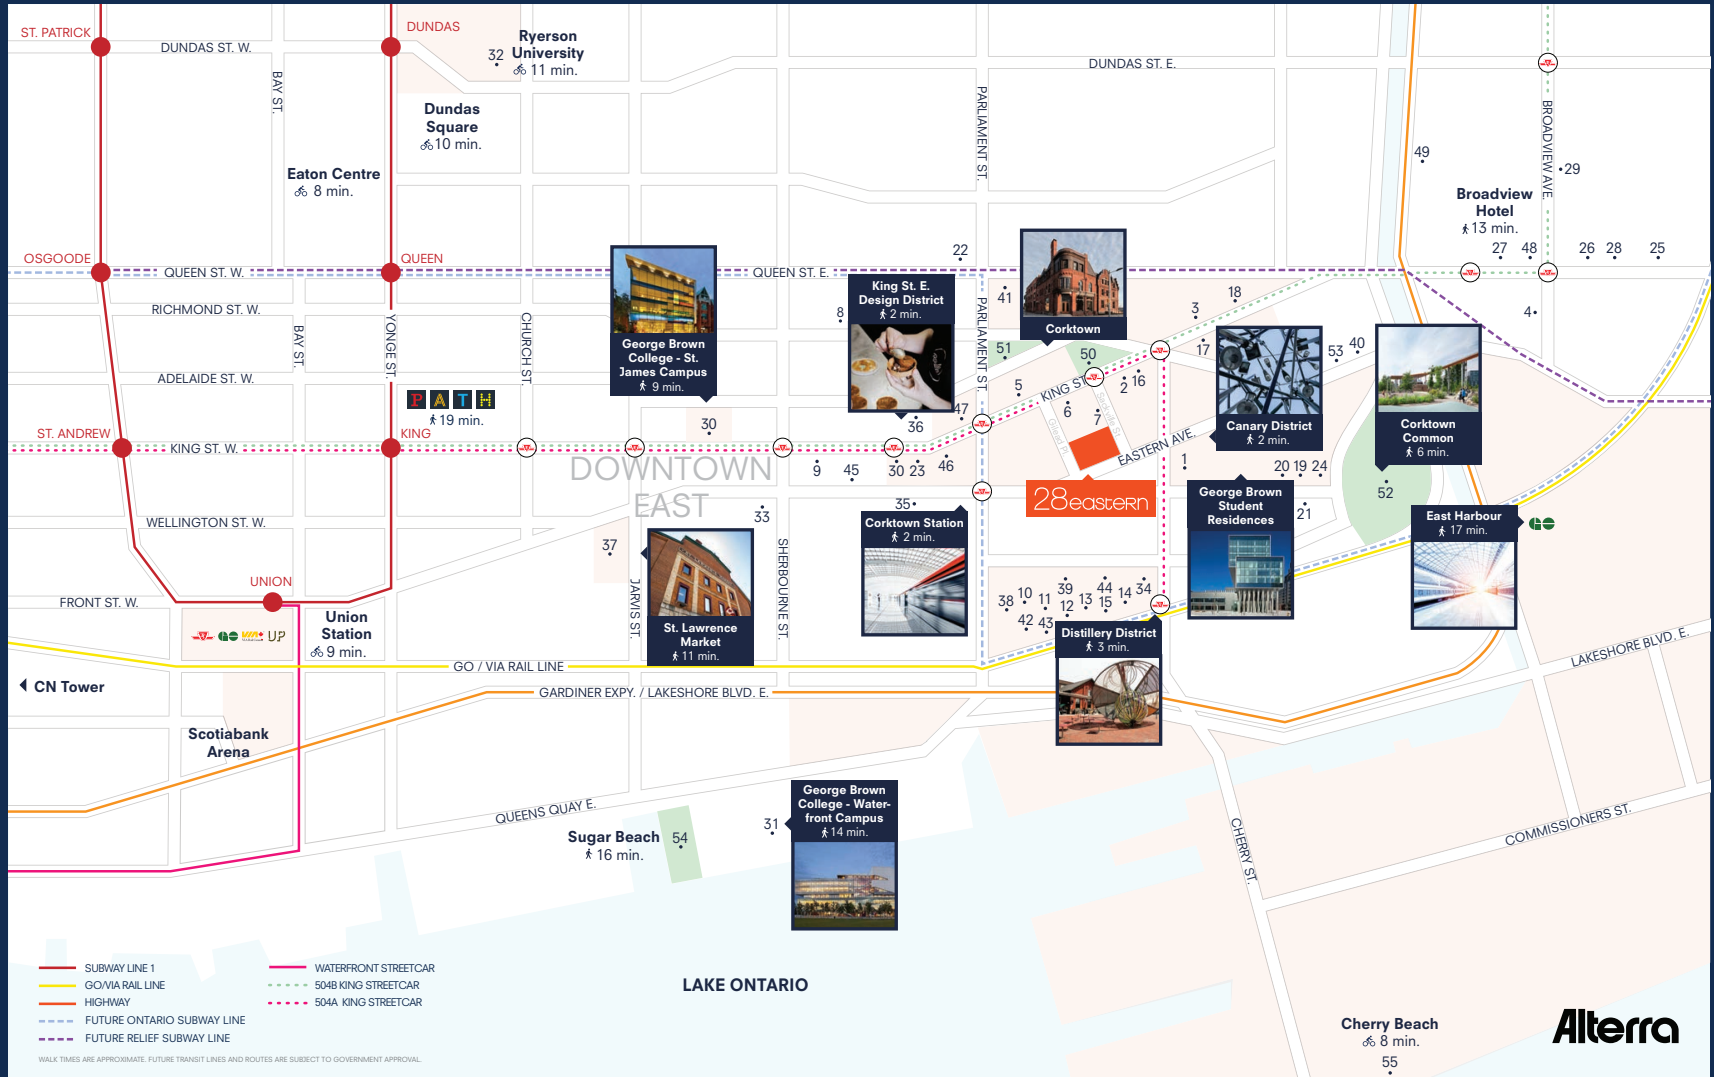 ST. PATRICK
DUNDAS
DUNDAS ST. W.
32
Ryerson
University
11 min.
DUNDAS ST. E.
BAY ST.
Dundas
Square
10 min.
PARLIAMENT ST.
BROADVIEW AVE.
49
29
Eaton Centre
8 min.
Broadview
Hotel
13 min.
27
48
26
28
25
22
OSGOODE
QUEEN
QUEEN ST. W.
QUEEN ST. E.
RICHMOND ST. W.
BAY ST.
YONGE ST.
CHURCH ST.
ADELAIDE ST. W.
George Brown
College - St.
James Campus
9 min.
8
King St. E.
Design District
2 min.
PARLIAMENT ST.
41
Corktown
51
50
3
18
17
4
53
40
5
KING ST.
2
16
6
7
Sackville St.
Gilead Pl.
EASTERN AVE.
Canary District
2 min.
Corktown
Common
6 min.
PATH
19 min.
ST. ANDREW
KING
KING ST. W.
30
36
47
9
45
30
23
46
1
20
19
24
52
DOWNTOWN
EAST
28eastern
George Brown
Student
Residences
21
East Harbour
17 min.
GO
WELLINGTON ST. W.
33
35
37
Corktown Station
2 min.
SHERBOURNE ST.
JARVIS ST.
St. Lawrence
Market
11 min.
UNION
FRONT ST. W.
Union
Station
9 min.
GO
VIA
UP
38
10
11
39
12
13
44
15
14
34
42
43
Distillery District
3 min.
GO / VIA RAIL LINE
GARDINER EXPY. / LAKESHORE BLVD. E.
LAKESHORE BLVD. E.
CN Tower
Scotiabank
Arena
QUEENS QUAY E.
Sugar Beach
16 min.
54
31
George Brown
College - Water-
front Campus
14 min.
CHERRY ST.
COMMISSIONERS ST.
LAKE ONTARIO
Cherry Beach
8 min.
55
SUBWAY LINE 1
GO/VIA RAIL LINE
HIGHWAY
FUTURE ONTARIO SUBWAY LINE
FUTURE RELIEF SUBWAY LINE
WATERFRONT STREETCAR
504B KING STREETCAR
504A KING STREETCAR
WALK TIMES ARE APPROXIMATE. FUTURE TRANSIT LINES AND ROUTES ARE SUBJECT TO GOVERNMENT APPROVAL.
Alterra